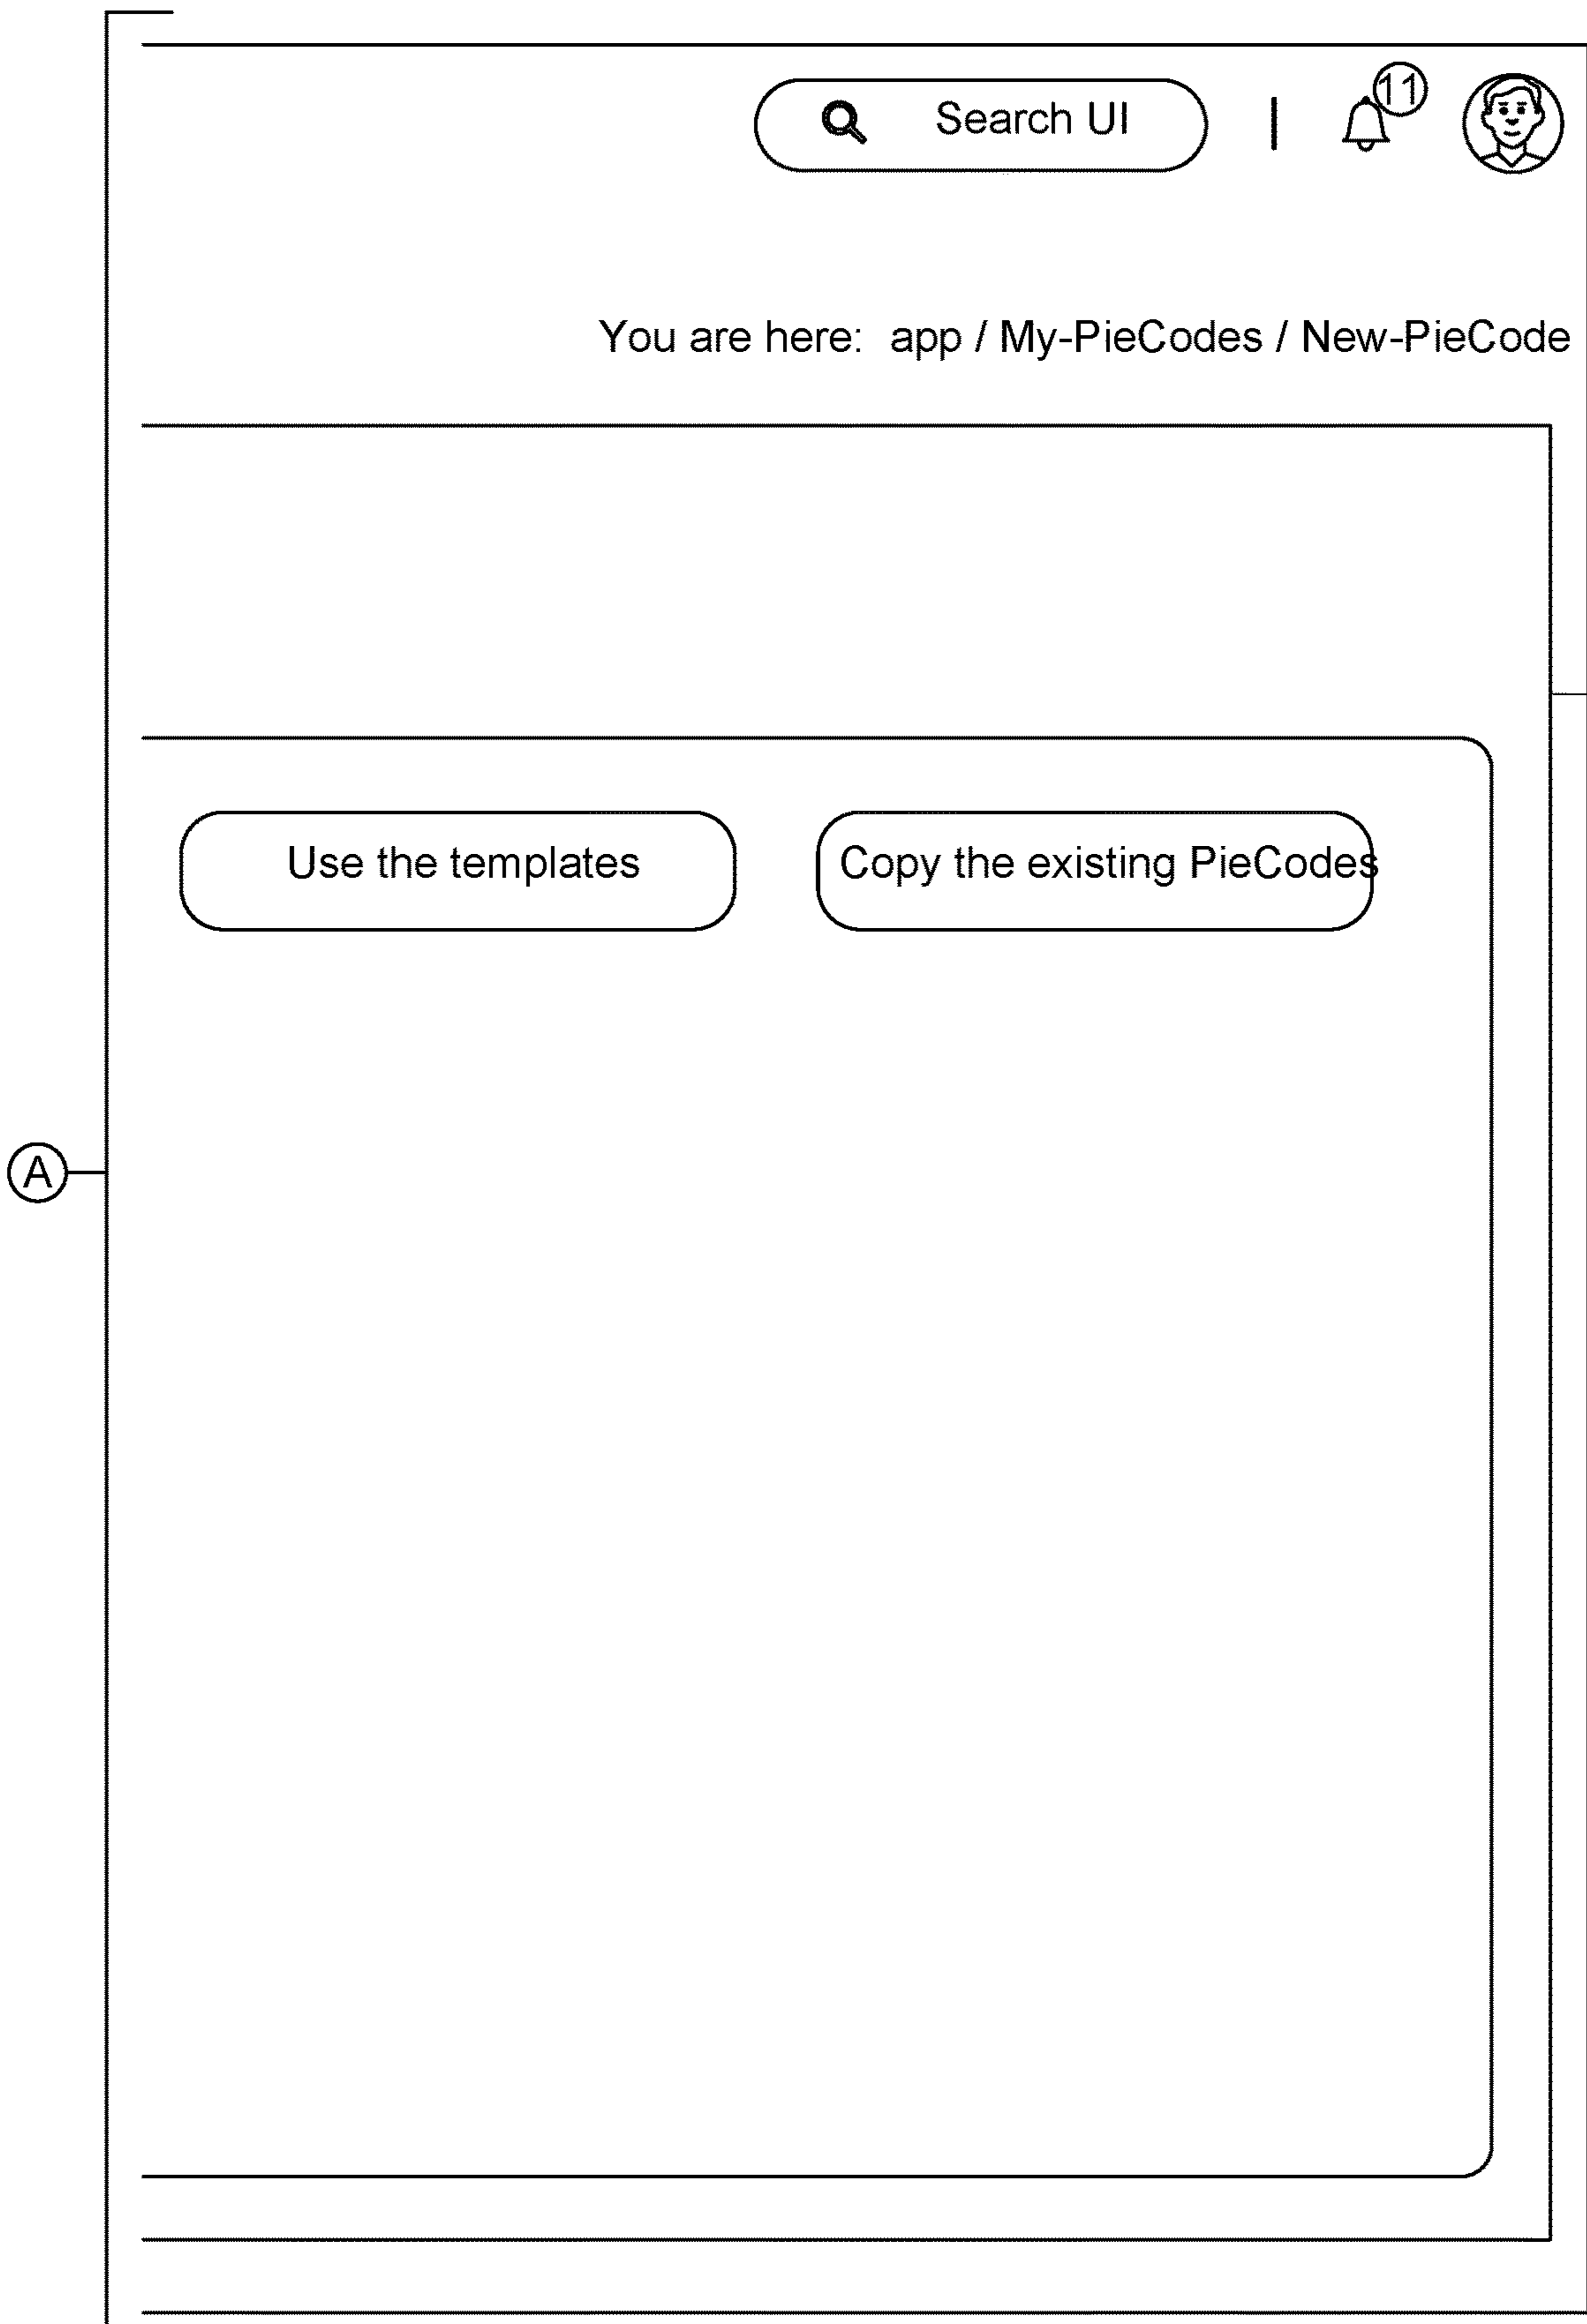 11
Search UI |
You are here: app / My-PieCodes / New-PieCode
Use the templates
Copy the existing PieCodes
A